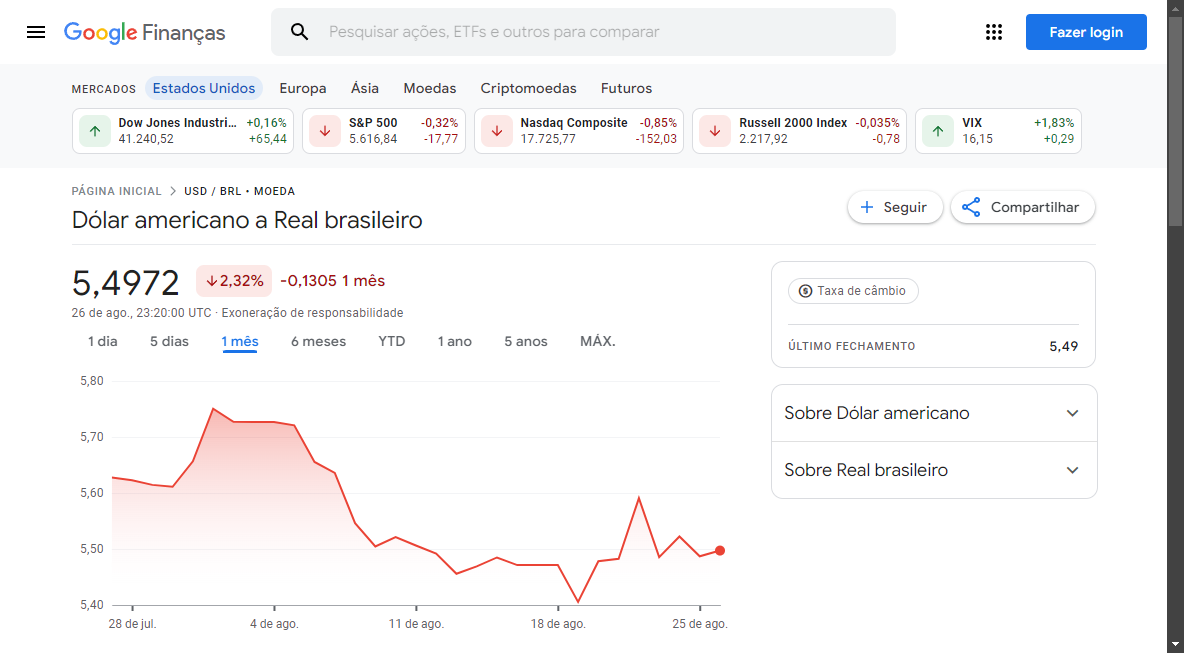 Google Finanças
Pesquisar ações, ETFs e outros para comparar
Fazer login
MERCADOS Estados Unidos Europa Ásia Moedas Criptomoedas Futuros
Dow Jones Industri... +0,16%
41.240,52 +65,44
S&P 500 -0,32%
5.616,84 -17,77
Nasdaq Composite -0,85%
17.725,77 -152,03
Russell 2000 Index -0,035%
2.217,92 -0,78
VIX +1,83%
16,15 +0,29
PÁGINA INICIAL USD / BRL • MOEDA
Dólar americano a Real brasileiro
Seguir
Compartilhar
5,4972 2,32% -0,1305 1 mês
26 de ago., 23:20:00 UTC · Exoneração de responsabilidade
1 dia 5 dias 1 mês 6 meses YTD 1 ano 5 anos MÁX.
5,80
5,70
5,60
5,50
5,40
28 de jul. 4 de ago. 11 de ago. 18 de ago. 25 de ago.
Taxa de câmbio
ÚLTIMO FECHAMENTO 5,49
Sobre Dólar americano
Sobre Real brasileiro